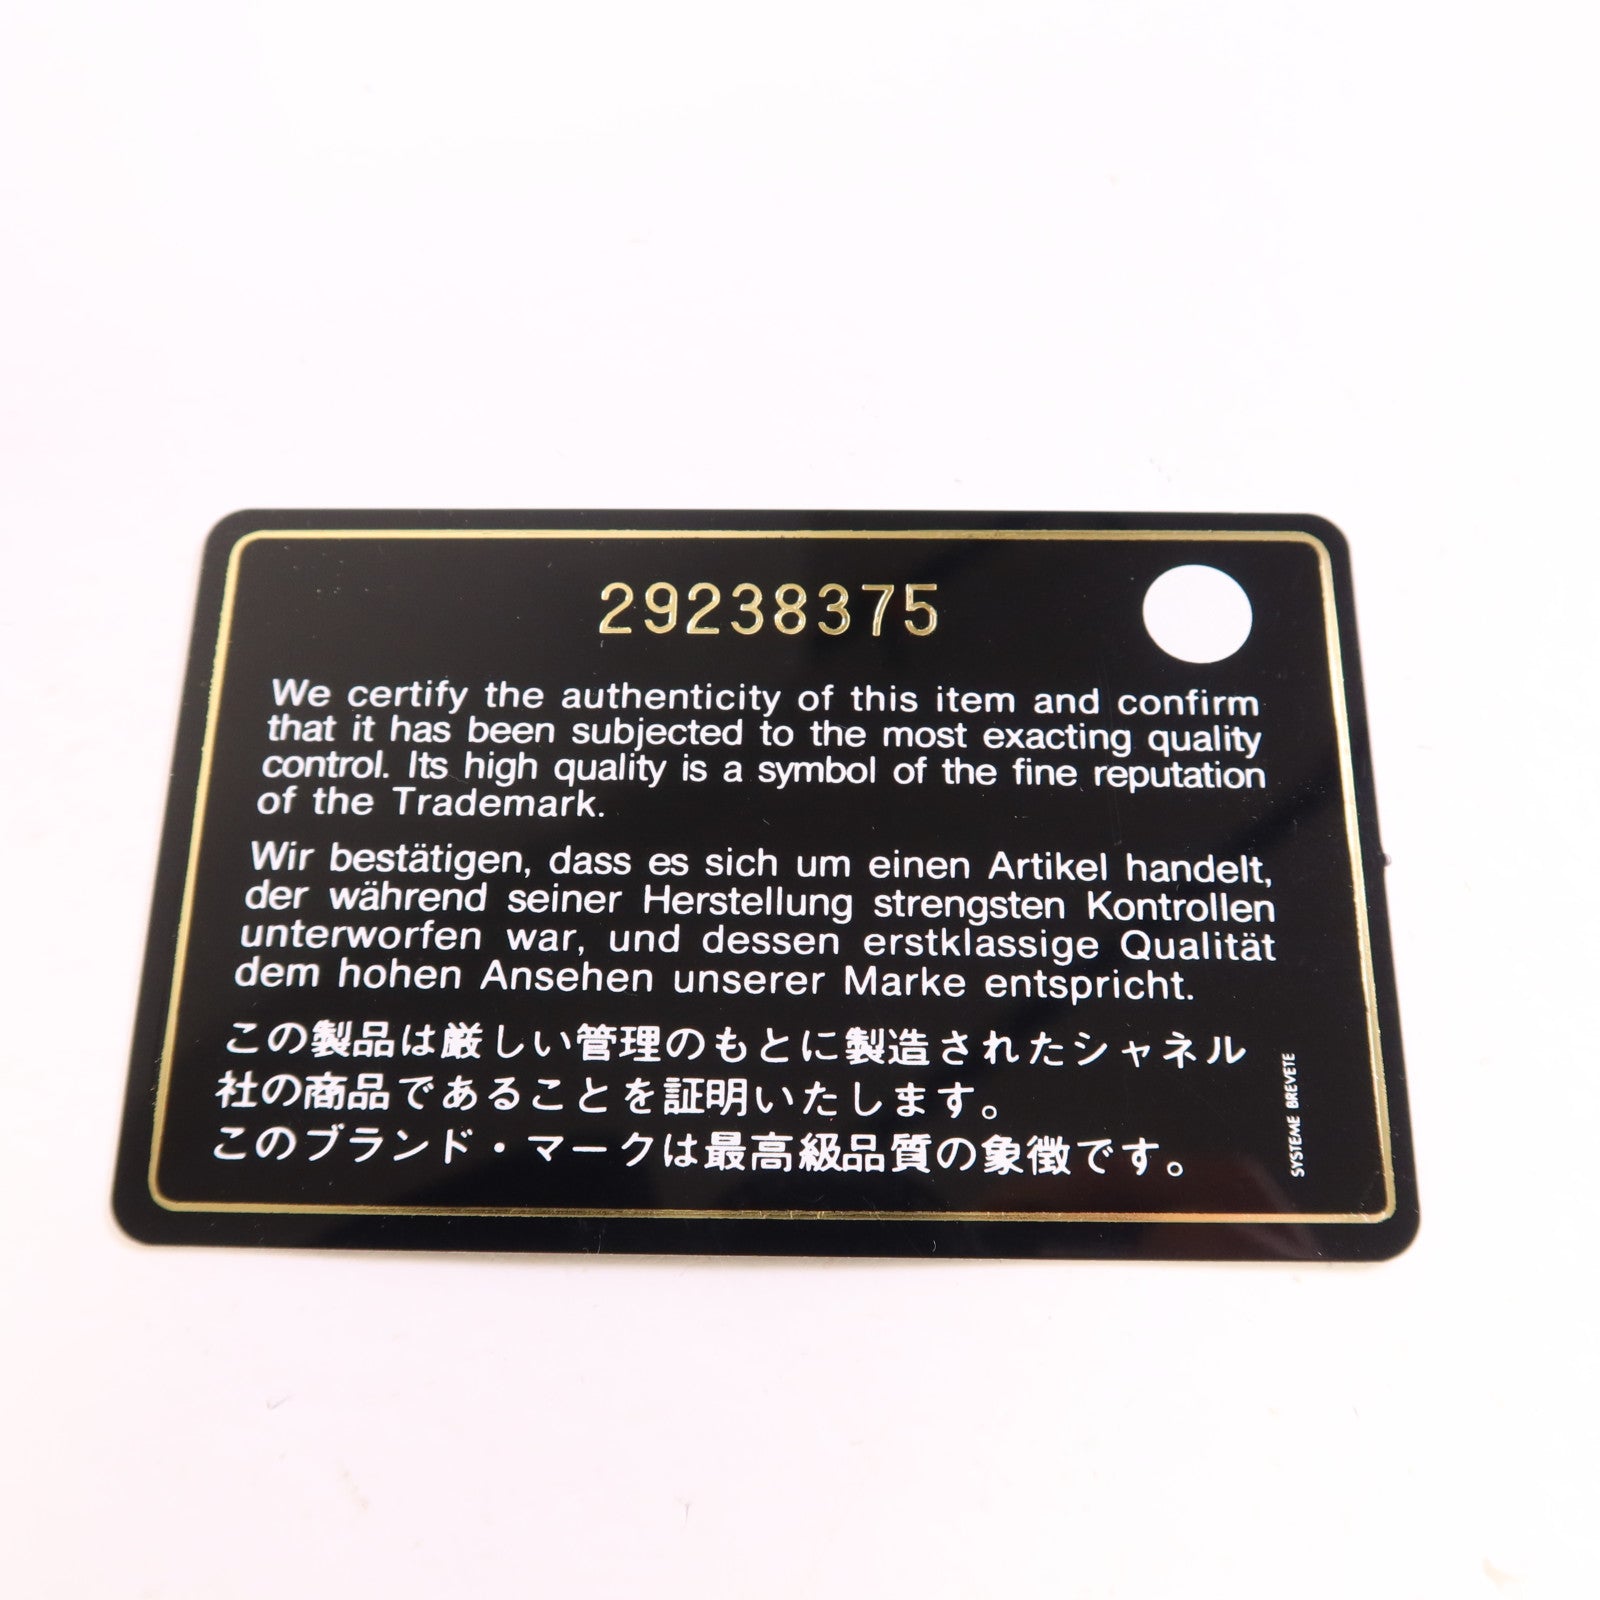 29238375
We certify the authenticity of this item and confirm
that it has been subjected to the most exacting quality
control. Its high quality is a symbol of the fine reputation
of the Trademark.
Wir bestätigen, dass es sich um einen Artikel handelt,
der während seiner Herstellung strengsten Kontrollen
unterworfen war, und dessen erstklassige Qualität
dem hohen Ansehen unserer Marke entspricht.
この製品は厳しい管理のもとに製造されたシャネル
社の商品であることを証明いたします。
このブランド・マークは最高級品質の象徴です。
SYSTEME BREVETE